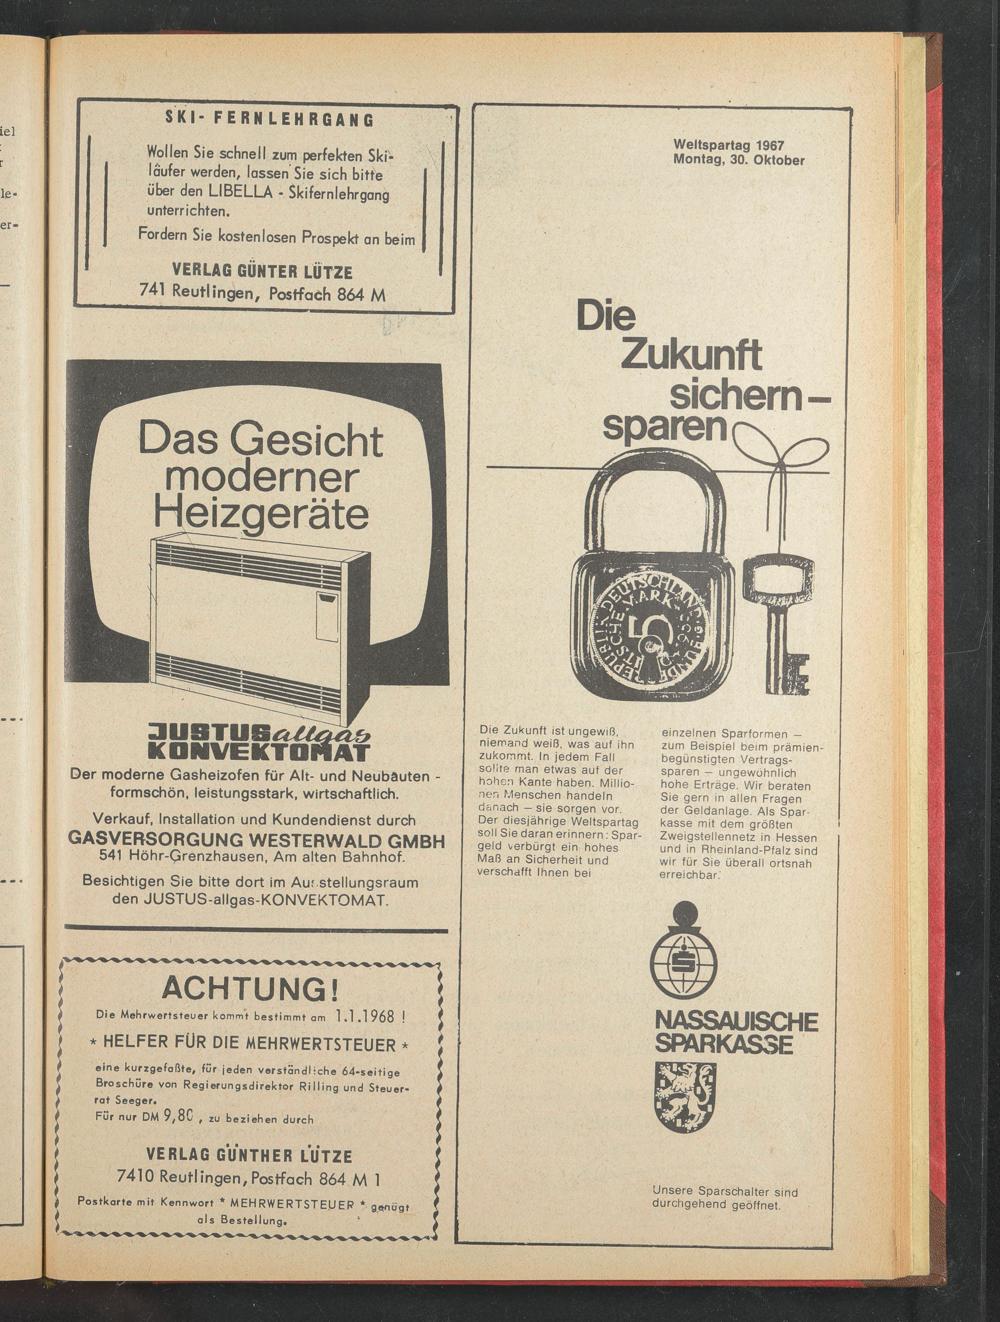 iel
r
le-
er-
SKI-FERNLEHRGANG
Wollen Sie schnell zum perfekten Ski-
läufer werden, lassen Sie sich bitte
über den LIBELLA - Skifernlehrgang
unterrichten.
Fordern Sie kostenlosen Prospekt an beim
VERLAG GÜNTER LÜTZE
741 Reutlingen, Postfach 864 M
Das Gesicht
moderner
Heizgeräte
JUSTUS allgas
KONVEKTOMAT
Der moderne Gasheizofen für Alt- und Neubauten -
formschön, leistungsstark, wirtschaftlich.
Verkauf, Installation und Kundendienst durch
GASVERSORGUNG WESTERWALD GMBH
541 Höhr-Grenzhausen, Am alten Bahnhof.
Besichtigen Sie bitte dort im Ausstellungsraum
den JUSTUS-allgas-KONVEKTOMAT.
ACHTUNG!
Die Mehrwertsteuer kommt bestimmt am 1.1.1968 !
* HELFER FÜR DIE MEHRWERTSTEUER *
eine kurzgefaßte, für jeden verständliche 64-seitige
Broschüre von Regierungsdirektor Rilling und Steuer-
rat Seeger.
Für nur DM 9,80 , zu beziehen durch
VERLAG GÜNTHER LÜTZE
7410 Reutlingen, Postfach 864 M 1
Postkarte mit Kennwort * MEHRWERTSTEUER * genügt
als Bestellung.
Weltspartag 1967
Montag, 30. Oktober
Die
Zukunft
sichern-
sparen
BUNDESREPUBLIK DEUTSCHLAND
5
DEUTSCHE MARK
Die Zukunft ist ungewiß,
niemand weiß, was auf ihn
zukommt. In jedem Fall
sollte man etwas auf der
hohen Kante haben. Millio-
nen Menschen handeln
danach — sie sorgen vor.
Der diesjährige Weltspartag
soll Sie daran erinnern: Spar-
geld verbürgt ein hohes
Maß an Sicherheit und
verschafft Ihnen bei
einzelnen Sparformen —
zum Beispiel beim prämien-
begünstigten Vertrags-
sparen — ungewöhnlich
hohe Erträge. Wir beraten
Sie gern in allen Fragen
der Geldanlage. Als Spar-
kasse mit dem größten
Zweigstellennetz in Hessen
und in Rheinland-Pfalz sind
wir für Sie überall ortsnah
erreichbar.
S
NASSAUISCHE
SPARKASSE
Unsere Sparschalter sind
durchgehend geöffnet.